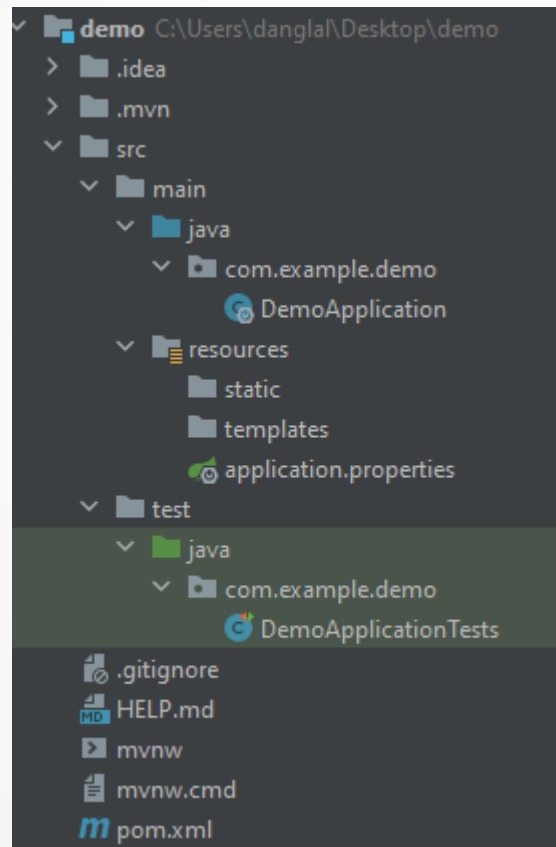 demo C:\Users\danglal\Desktop\demo
.idea
.mvn
src
main
java
com.example.demo
DemoApplication
resources
static
templates
application.properties
test
java
com.example.demo
DemoApplicationTests
.gitignore
HELP.md
mvnw
mvnw.cmd
pom.xml